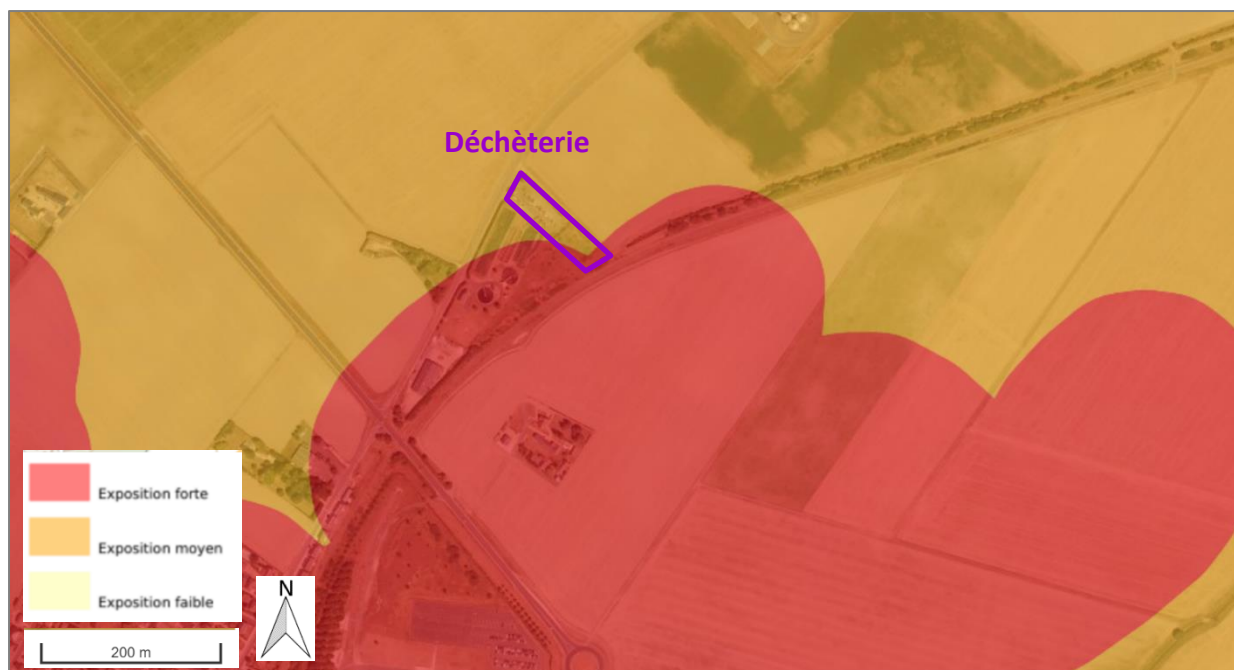 Déchèterie
Exposition forte
Exposition moyen
Exposition faible
N
200 m